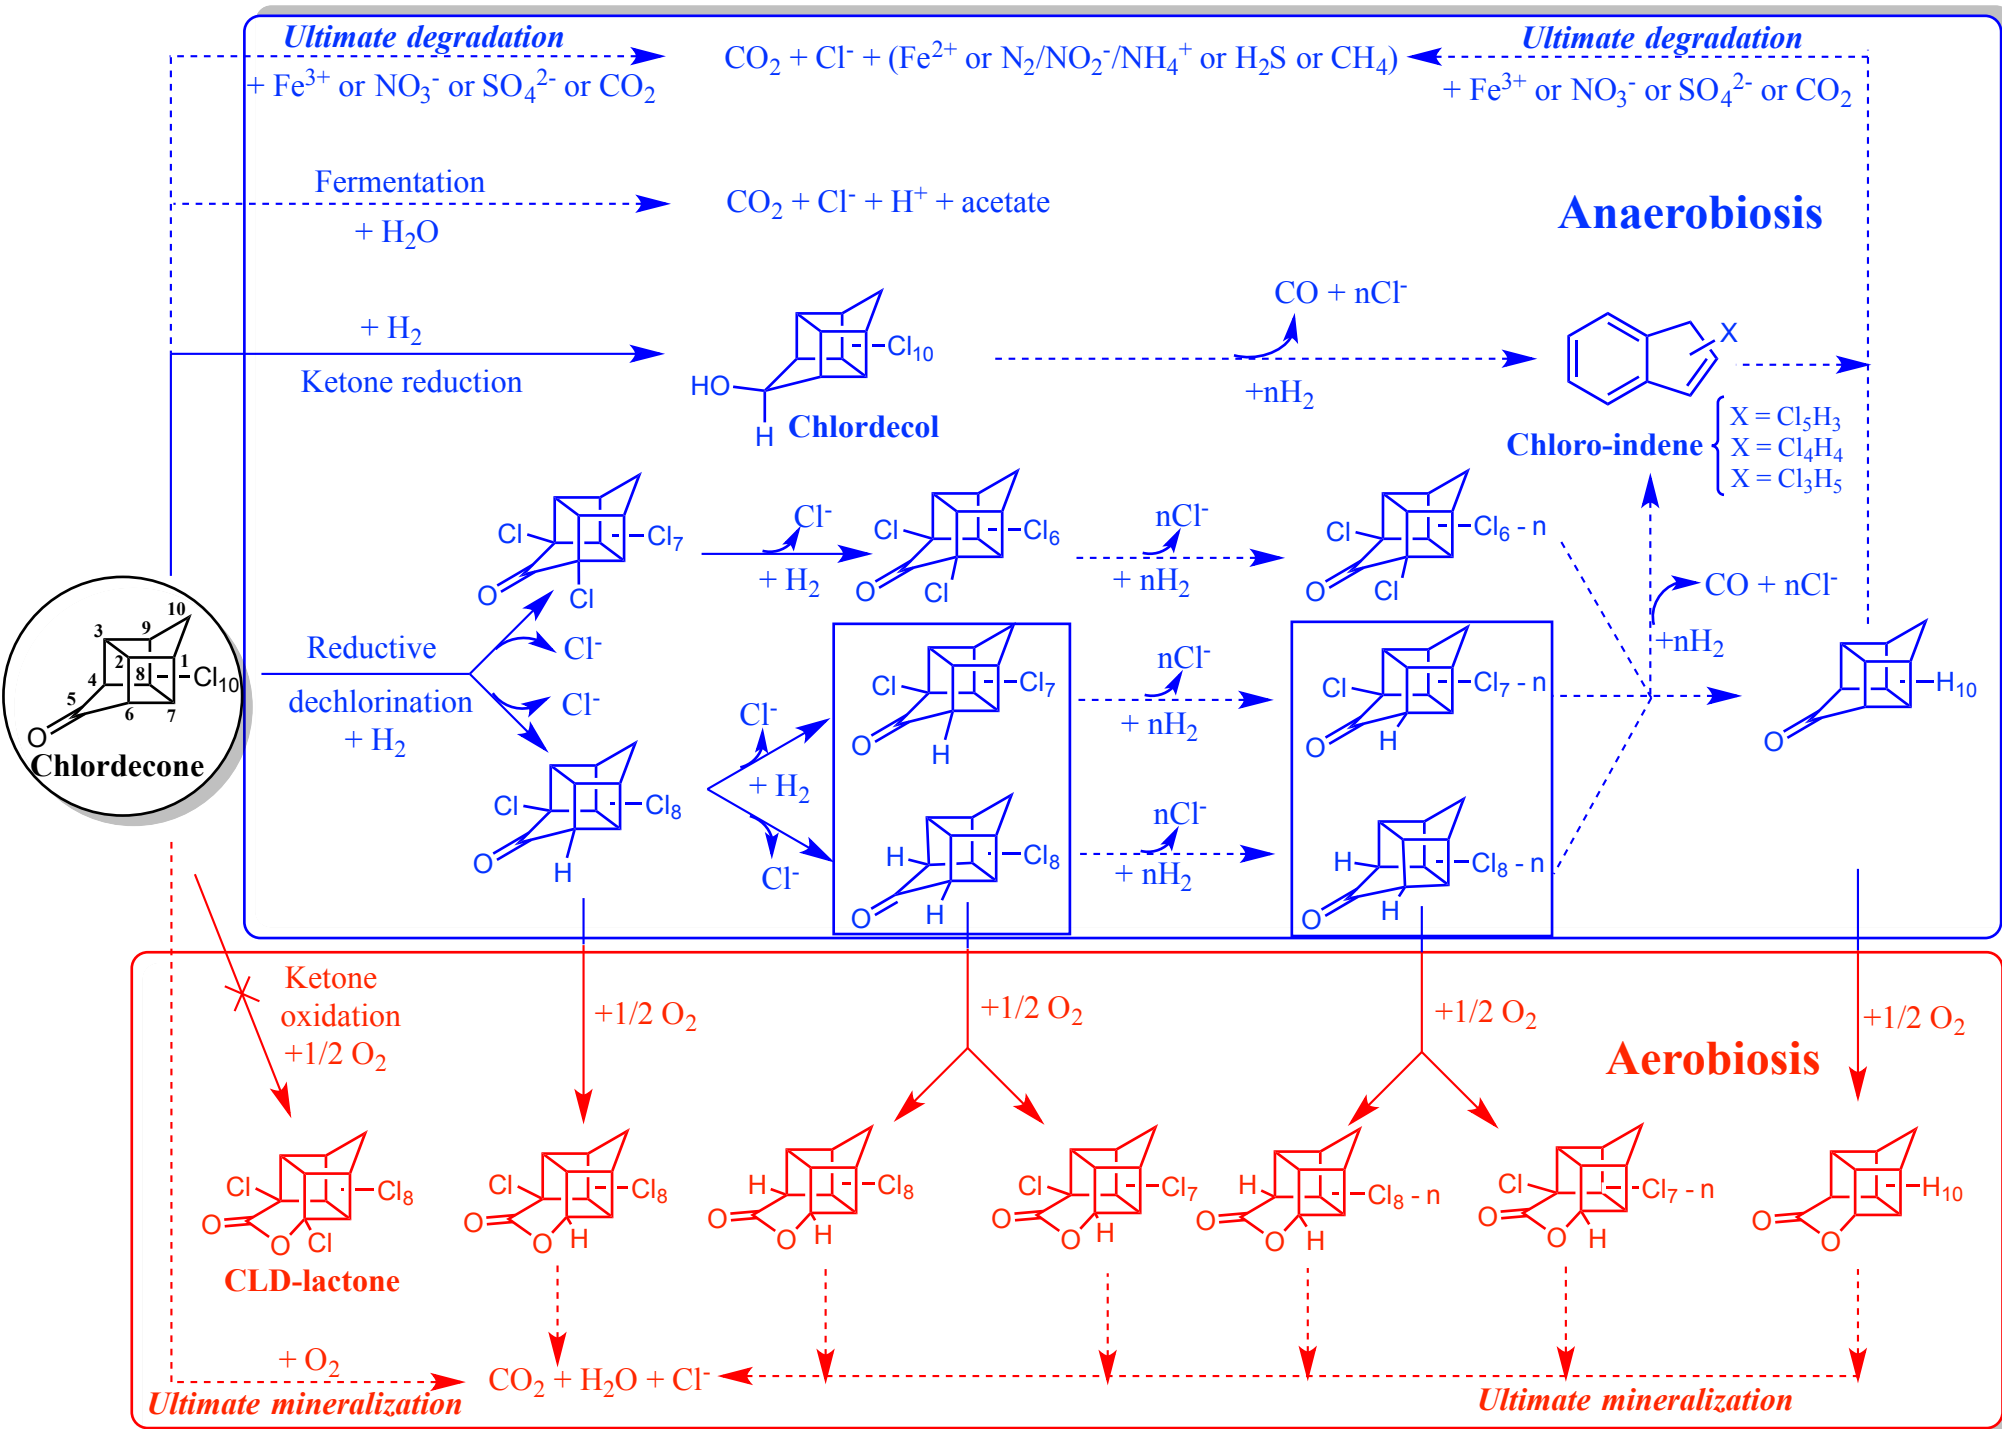 Ultimate degradation
+ Fe³⁺ or NO₃⁻ or SO₄²⁻ or CO₂
CO₂ + Cl⁻ + (Fe²⁺ or N₂/NO₂⁻/NH₄⁺ or H₂S or CH₄)
Ultimate degradation
+ Fe³⁺ or NO₃⁻ or SO₄²⁻ or CO₂
Fermentation
+ H₂O
CO₂ + Cl⁻ + H⁺ + acetate
Anaerobiosis
+ H₂
Ketone reduction
Cl₁₀
HO
H
Chlordecol
CO + nCl⁻
+nH₂
X
Chloro-indene
X = Cl₅H₃
X = Cl₄H₄
X = Cl₃H₅
Cl
Cl₇
O
Cl
Cl⁻
+ H₂
Cl
Cl₆
O
Cl
nCl⁻
+ nH₂
Cl
Cl₆ - n
O
Cl
CO + nCl⁻
+nH₂
10
3
9
2
1
4
8
Cl₁₀
5
6
7
O
Chlordecone
Reductive
dechlorination
+ H₂
Cl⁻
Cl⁻
Cl
Cl₈
O
H
Cl⁻
+ H₂
Cl⁻
Cl
Cl₇
O
H
nCl⁻
+ nH₂
Cl
Cl₇ - n
O
H
H₁₀
O
H
Cl₈
O
H
nCl⁻
+ nH₂
H
Cl₈ - n
O
H
Ketone
oxidation
+1/2 O₂
+1/2 O₂
+1/2 O₂
+1/2 O₂
+1/2 O₂
Aerobiosis
Cl
Cl₈
O
O
Cl
CLD-lactone
Cl
Cl₈
O
O
H
H
Cl₈
O
O
H
Cl
Cl₇
O
O
H
H
Cl₈ - n
O
O
H
Cl
Cl₇ - n
O
O
H
H₁₀
O
O
+ O₂
Ultimate mineralization
CO₂ + H₂O + Cl⁻
Ultimate mineralization